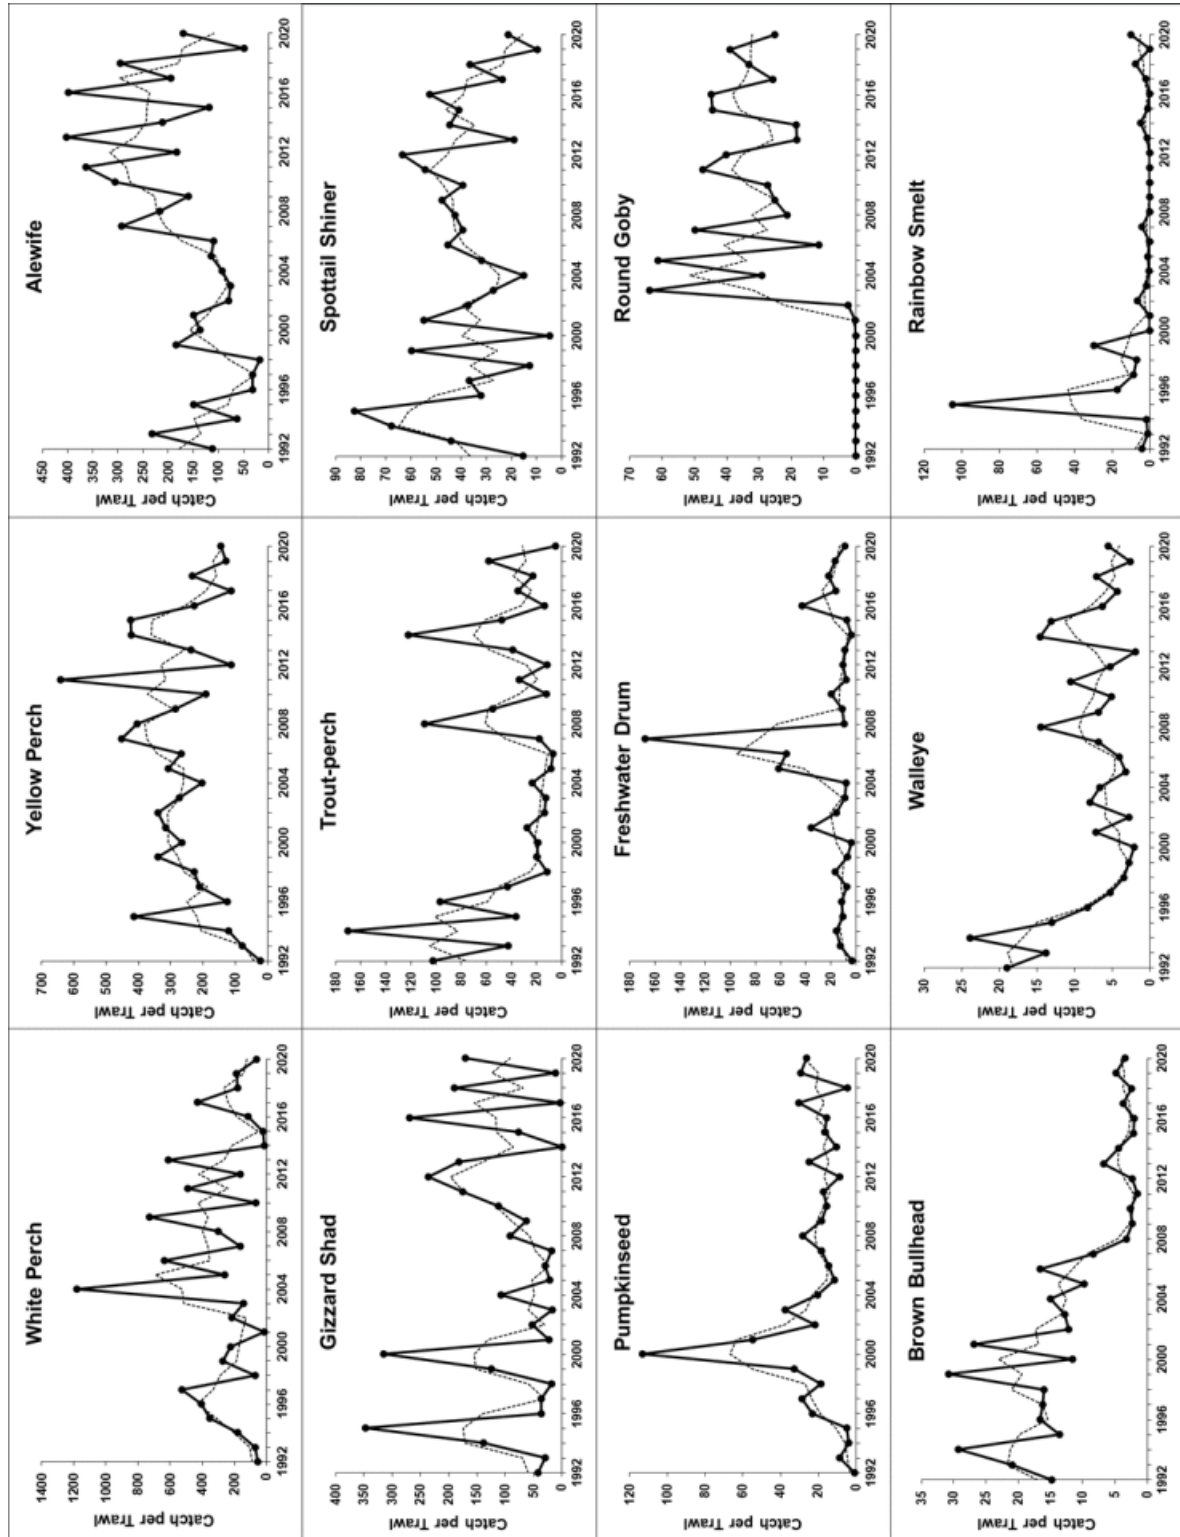 White Perch
Catch per Trawl
1400
1200
1000
800
600
400
200
0
1992 1996 2000 2004 2008 2012 2016 2020
Yellow Perch
Catch per Trawl
700
600
500
400
300
200
100
0
1992 1996 2000 2004 2008 2012 2016 2020
Alewife
Catch per Trawl
450
400
350
300
250
200
150
100
50
0
1992 1996 2000 2004 2008 2012 2016 2020
Gizzard Shad
Catch per Trawl
400
350
300
250
200
150
100
50
0
1992 1996 2000 2004 2008 2012 2016 2020
Trout-perch
Catch per Trawl
180
160
140
120
100
80
60
40
20
0
1992 1996 2000 2004 2008 2012 2016 2020
Spottail Shiner
Catch per Trawl
90
80
70
60
50
40
30
20
10
0
1992 1996 2000 2004 2008 2012 2016 2020
Pumpkinseed
Catch per Trawl
120
100
80
60
40
20
0
1992 1996 2000 2004 2008 2012 2016 2020
Freshwater Drum
Catch per Trawl
180
160
140
120
100
80
60
40
20
0
1992 1996 2000 2004 2008 2012 2016 2020
Round Goby
Catch per Trawl
70
60
50
40
30
20
10
0
1992 1996 2000 2004 2008 2012 2016 2020
Brown Bullhead
Catch per Trawl
35
30
25
20
15
10
5
0
1992 1996 2000 2004 2008 2012 2016 2020
Walleye
Catch per Trawl
30
25
20
15
10
5
0
1992 1996 2000 2004 2008 2012 2016 2020
Rainbow Smelt
Catch per Trawl
120
100
80
60
40
20
0
1992 1996 2000 2004 2008 2012 2016 2020